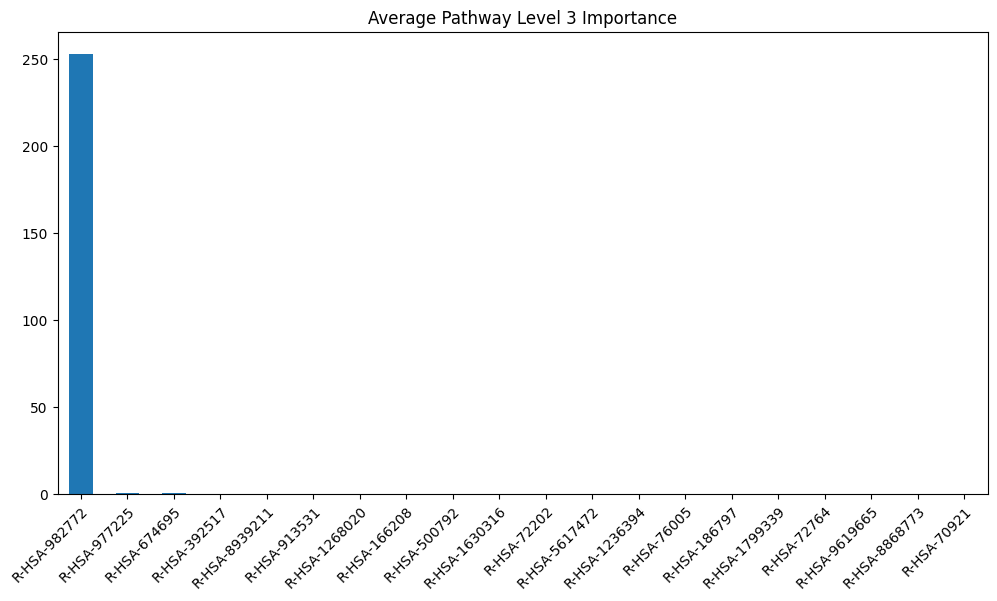 Average Pathway Level 3 Importance
250
200
150
100
50
0
R-HSA-982772
R-HSA-977225
R-HSA-674695
R-HSA-392517
R-HSA-8939211
R-HSA-913531
R-HSA-1268020
R-HSA-166208
R-HSA-500792
R-HSA-1630316
R-HSA-72202
R-HSA-5617472
R-HSA-1236394
R-HSA-76005
R-HSA-186797
R-HSA-1799339
R-HSA-72764
R-HSA-9619665
R-HSA-8868773
R-HSA-70921